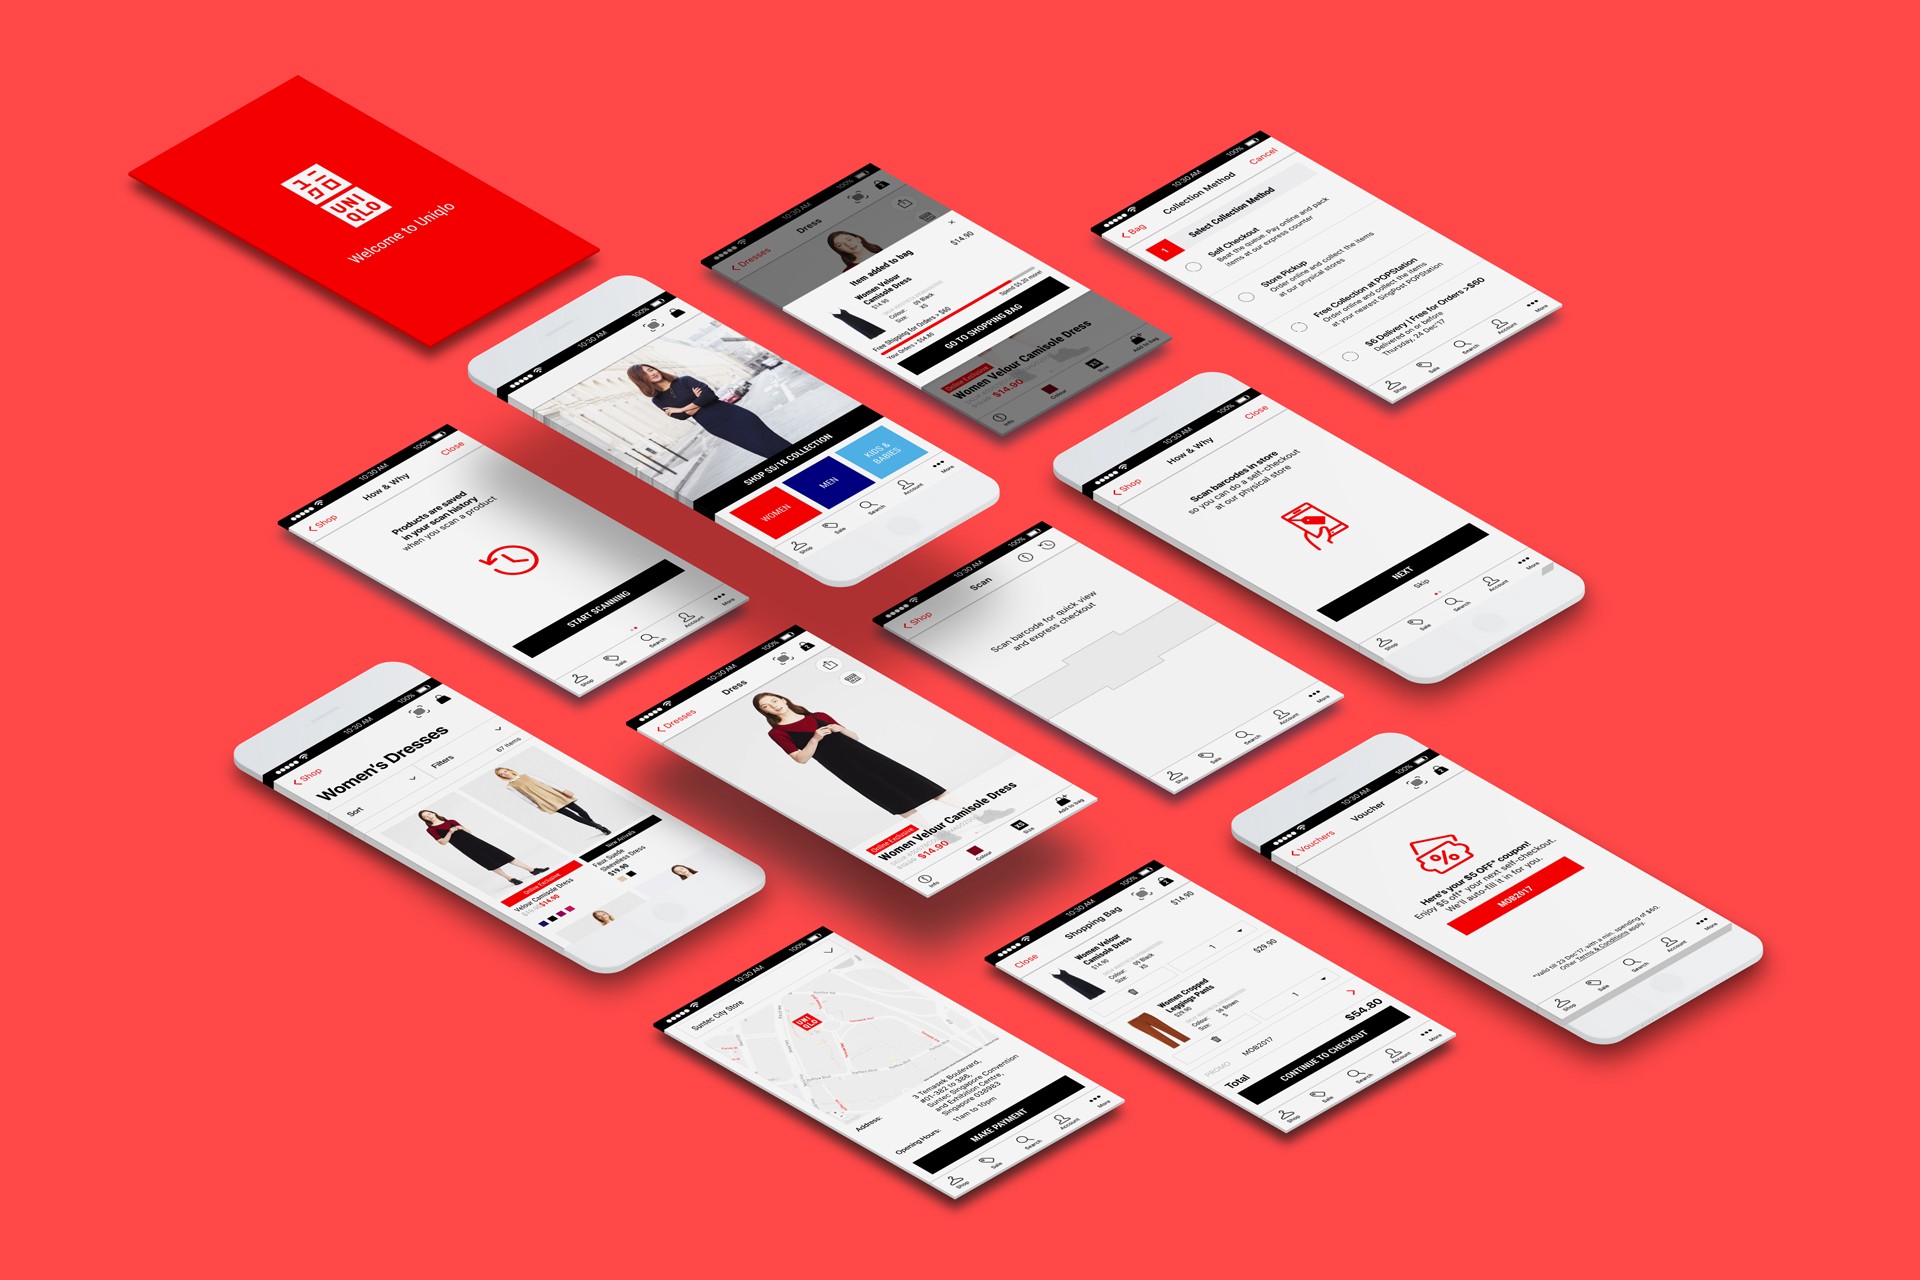 UNI
QLO
Welcome to Uniqlo
10:30 AM
100%
SHOP SS/18 COLLECTION
WOMEN
MEN
KIDS &
BABIES
Shop
Sale
Search
Account
More
10:30 AM
100%
Dresses
Dress
Item added to bag
$14.90
Women Velour
Camisole Dress
$14.90
Colour: 09 Black
Size: XS
Free Shipping for Orders > $60
Your Orders > $54.80
Spend $5.20 more!
GO TO SHOPPING BAG
Online Exclusive
Women Velour Camisole Dress
$14.90
Info
Colour
Size
Add to bag
10:30 AM
100%
Bag
Collection Method
Cancel
1
Select Collection Method
Self Checkout
Beat the queue. Pay online and pack
items at our express counter
Store Pickup
Order online and collect the items
at our physical stores
Free Collection at POPStation
Order online and collect the items
at your nearest SingPost POPStation
$6 Delivery | Free for Orders >$60
Delivered on or before
Thursday, 24 Dec'17
Shop
Sale
Search
Account
More
10:30 AM
100%
Shop
How & Why
Close
Products are saved
in your scan history
when you scan a product
START SCANNING
Shop
Sale
Search
Account
More
10:30 AM
100%
Shop
How & Why
Close
Scan barcodes in store
so you can do a self-checkout
at our physical store
NEXT
Skip
Shop
Sale
Search
Account
More
10:30 AM
100%
Shop
Scan
Scan barcode for quick view
and express checkout
Shop
Sale
Search
Account
More
10:30 AM
100%
Shop
Women's Dresses
Sort
Filters
67 items
Online Exclusive
Velour Camisole Dress
$14.90
New Arrivals
Faux Suede
Sleeveless Dress
$19.90
10:30 AM
100%
Dresses
Dress
Online Exclusive
Women Velour Camisole Dress
$14.90
Info
Colour
XS
Size
Add to bag
10:30 AM
100%
Vouchers
Voucher
Here's your $5 OFF* coupon!
Enjoy $5 off* your next self-checkout.
We'll auto-fill it in for you.
MOB2017
*Valid till 23 Dec'17, with a min. spending of $60.
Other Terms & Conditions apply.
Shop
Sale
Search
Account
More
10:30 AM
100%
Close
Shopping Bag
Women Velour
Camisole Dress
$14.90
$14.90
Colour: 09 Black
Size: XS
1
Women Cropped
Leggings Pants
$29.90
$29.90
Colour: 36 Brown
Size: S
1
PROMO
MOB2017
Total
$54.80
CONTINUE TO CHECKOUT
Shop
Sale
Search
Account
More
10:30 AM
100%
Suntec City Store
UNI
QLO
Address:
3 Temasek Boulevard,
#01-382 to 386,
Suntec Singapore Convention
and Exhibition Centre,
Singapore 038983
Opening Hours:
11am to 10pm
MAKE PAYMENT
Shop
Sale
Search
Account
More